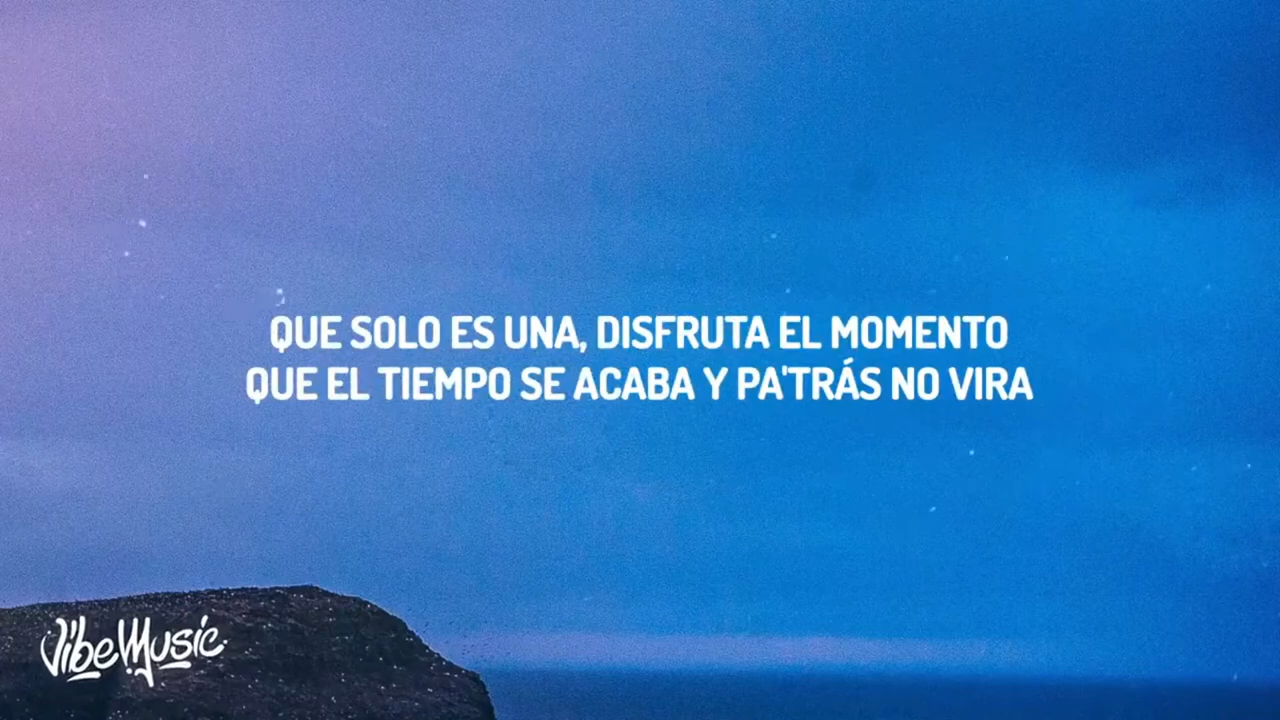 QUE SOLO ES UNA, DISFRUTA EL MOMENTO
QUE EL TIEMPO SE ACABA Y PA'TRÁS NO VIRA
VibeMusic